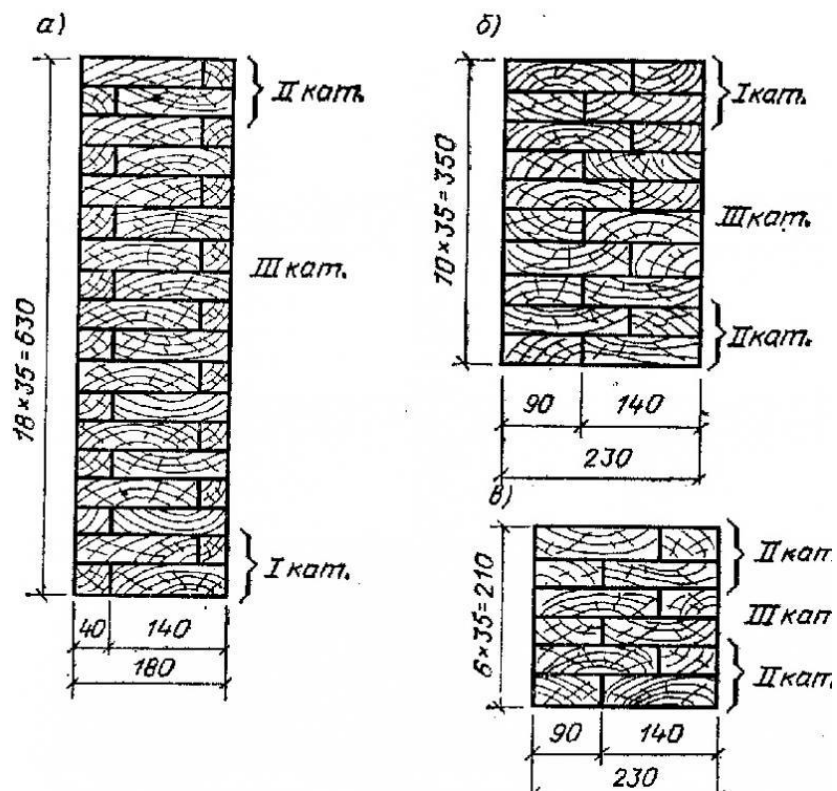 а)
II кат.
III кат.
18×35=630
I кат.
40
140
180
б)
I кат.
10×35=350
III кат.
II кат.
90
140
230
в)
II кат
6×35=210
III кат
II кат
90
140
230